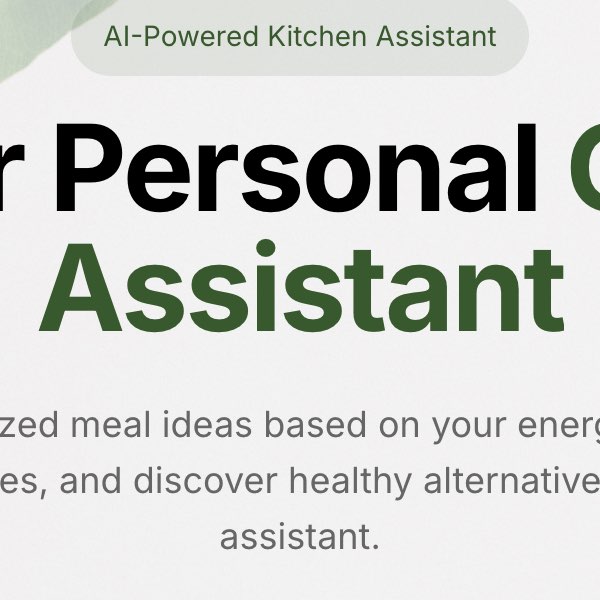 AI-Powered Kitchen Assistant
r Personal
Assistant
zed meal ideas based on your energ
es, and discover healthy alternative
assistant.